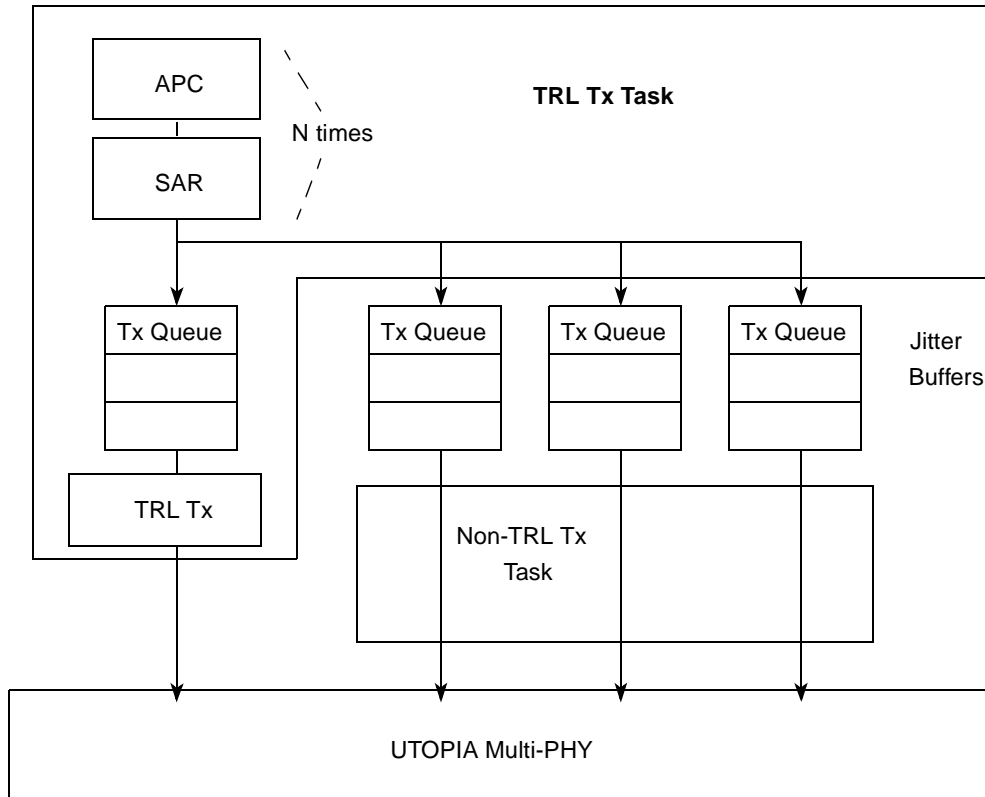 APC
TRL Tx Task
N times
SAR
Tx Queue
Tx Queue
Tx Queue
Tx Queue
Jitter
Buffers
TRL Tx
Non-TRL Tx
Task
UTOPIA Multi-PHY